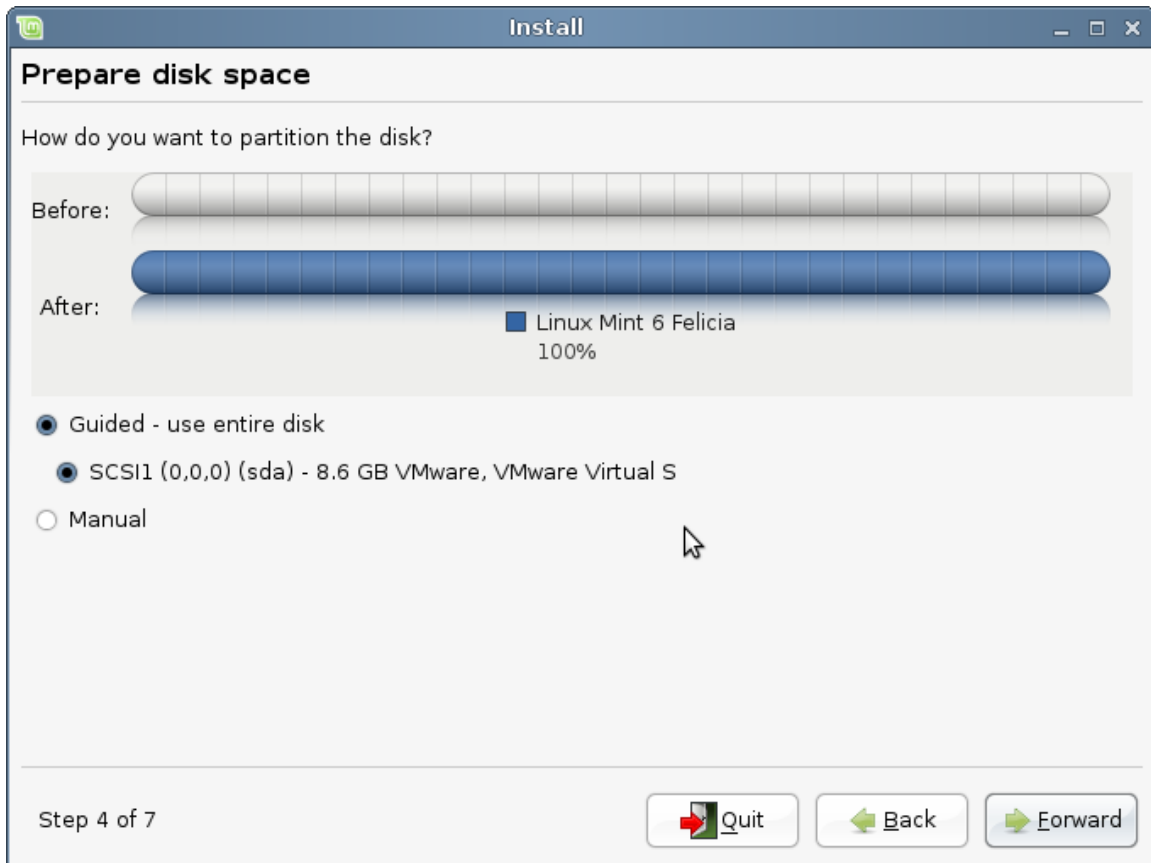 Install
Prepare disk space
How do you want to partition the disk?
Before:
After:
Linux Mint 6 Felicia
100%
Guided - use entire disk
SCSI1 (0,0,0) (sda) - 8.6 GB VMware, VMware Virtual S
Manual
Step 4 of 7
Quit
Back
Forward